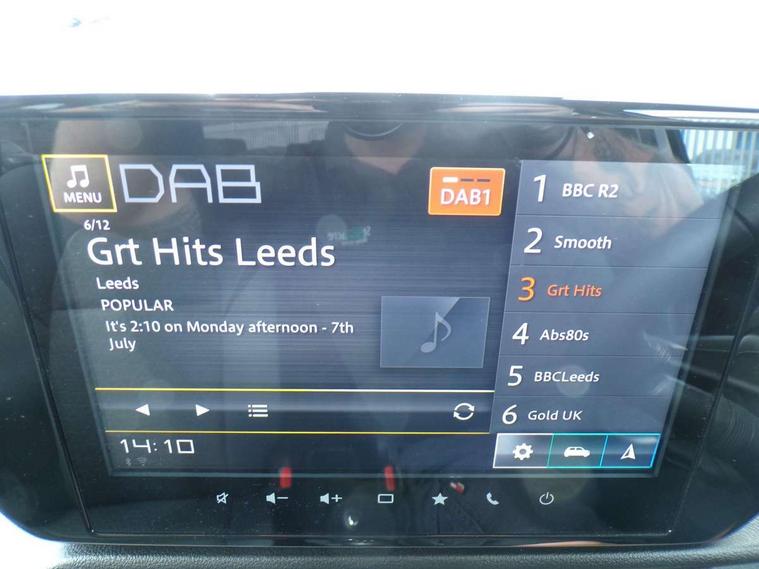 MENU
DAB
DAB1
6/12
Grt Hits Leeds
Leeds
POPULAR
It's 2:10 on Monday afternoon - 7th
July
14:10
1 BBC R2
2 Smooth
3 Grt Hits
4 Abs80s
5 BBCLeeds
6 Gold UK